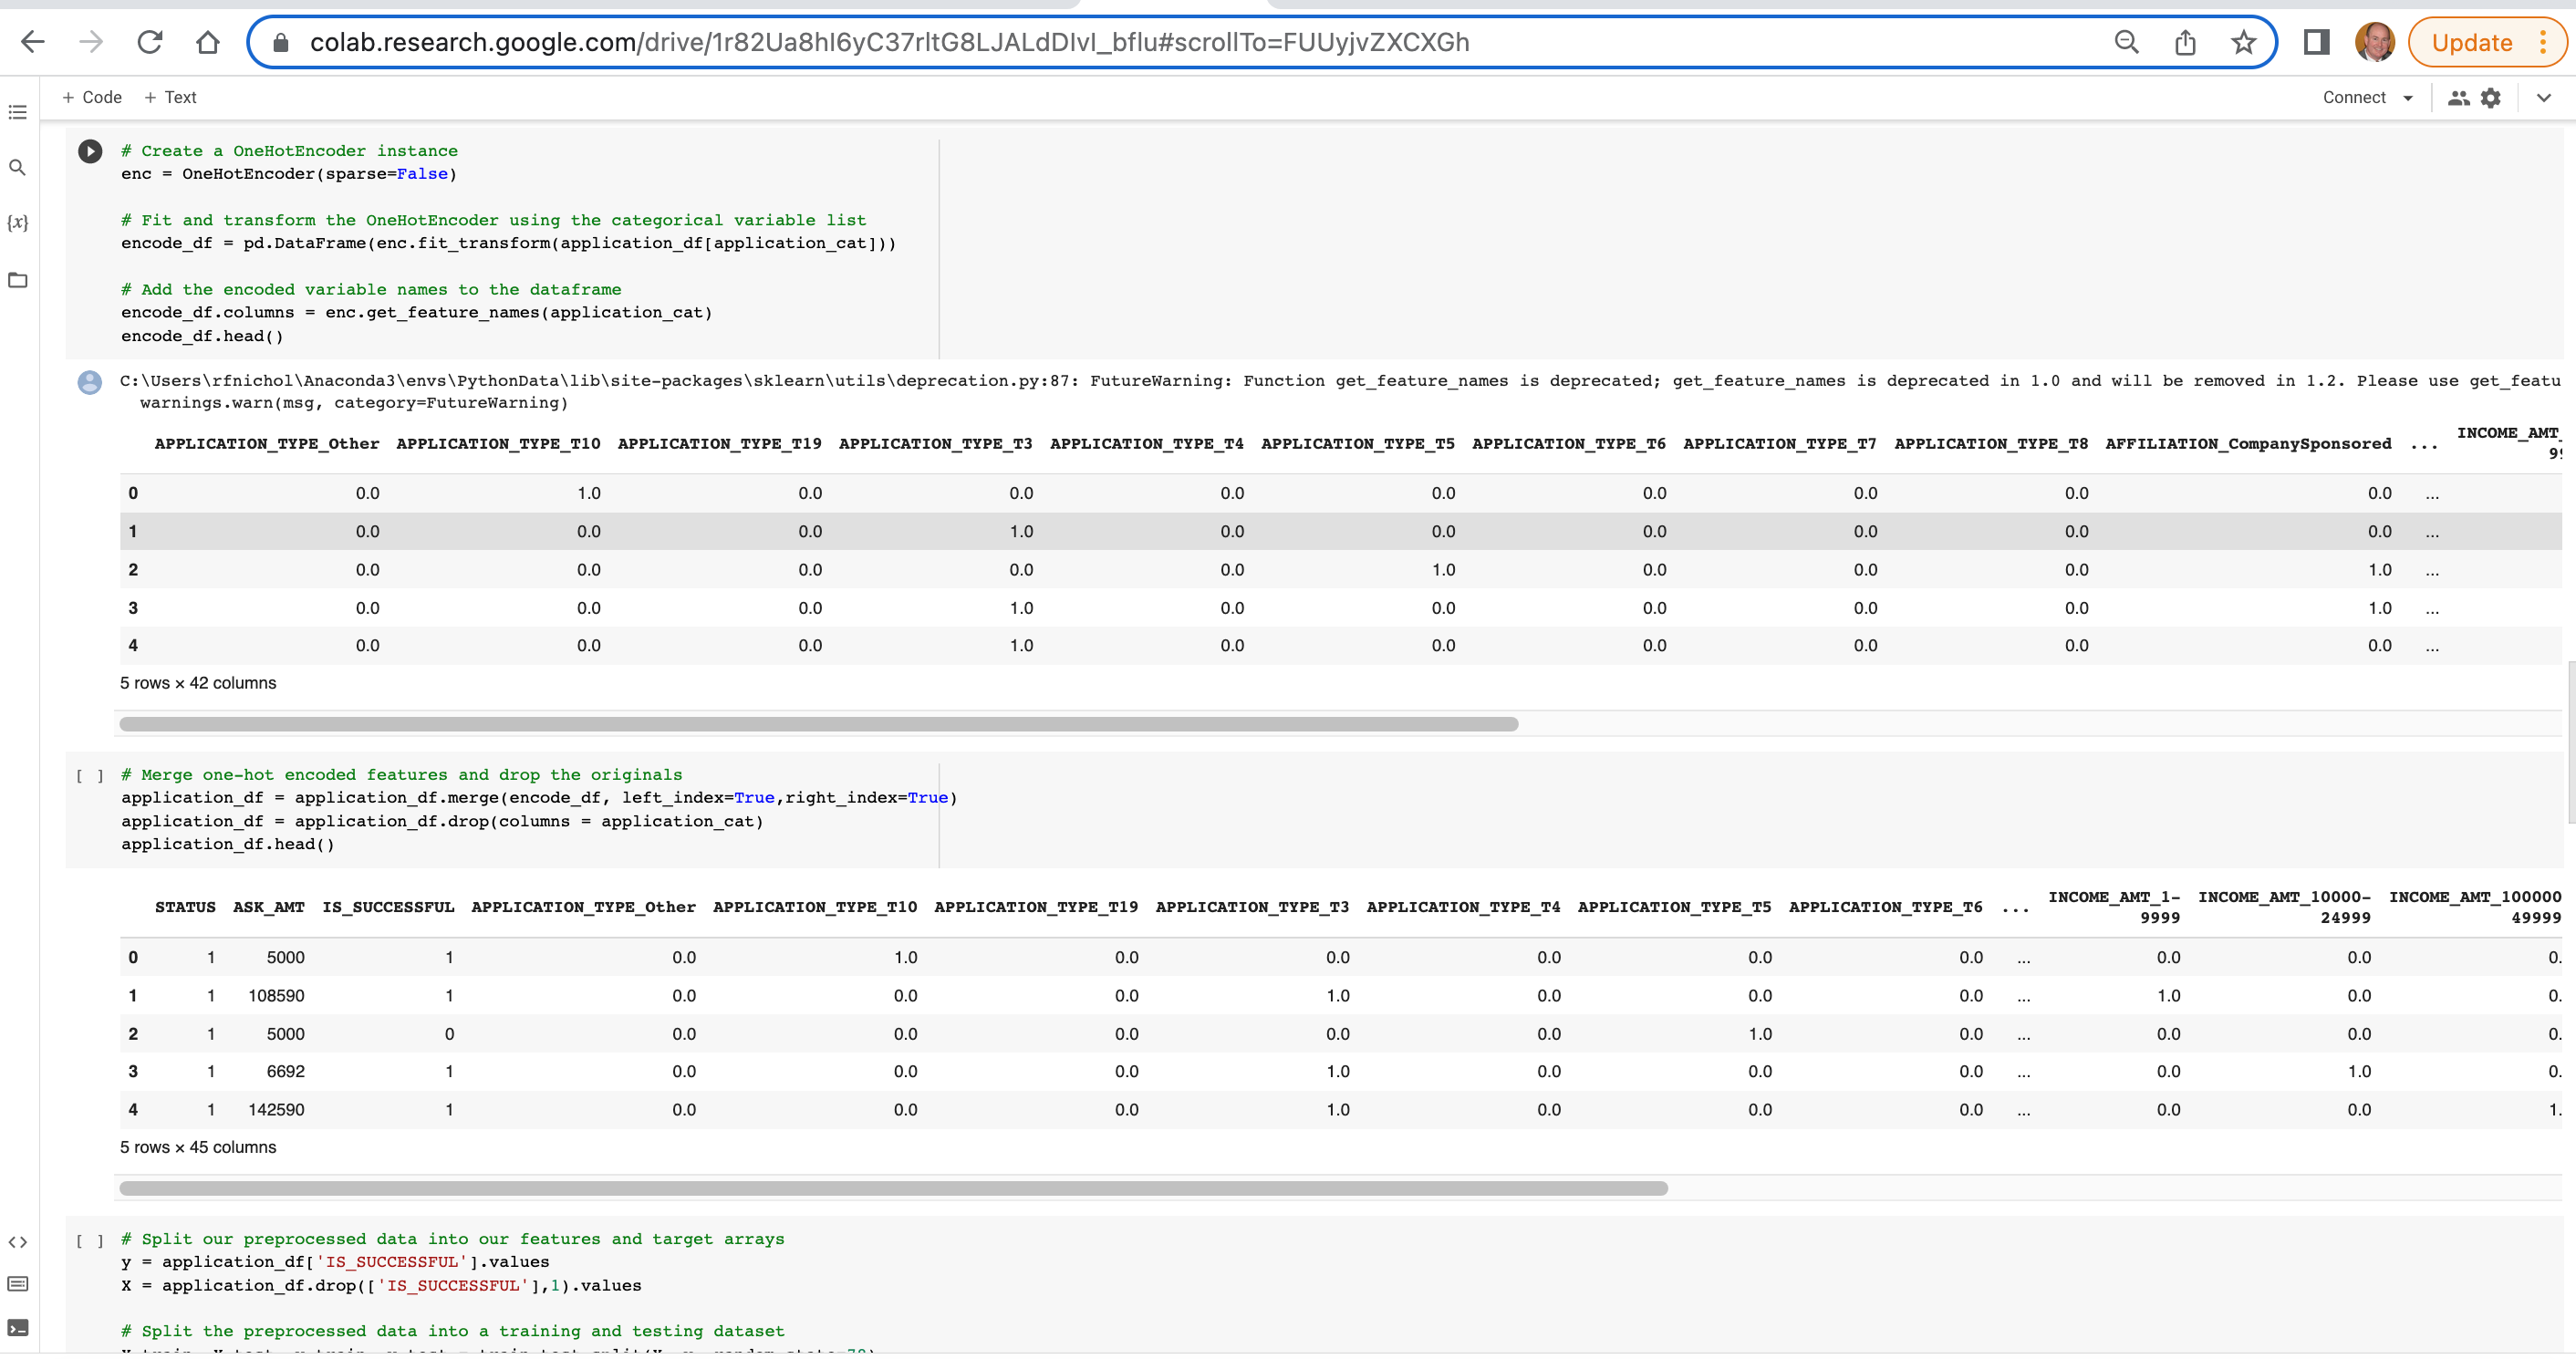 colab.research.google.com/drive/1r82Ua8hI6yC37rItG8LJALdDIvI_bflu#scrollTo=FUUyjvZXCXGh
Update
+ Code + Text
Connect
# Create a OneHotEncoder instance
enc = OneHotEncoder(sparse=False)
# Fit and transform the OneHotEncoder using the categorical variable list
encode_df = pd.DataFrame(enc.fit_transform(application_df[application_cat]))
# Add the encoded variable names to the dataframe
encode_df.columns = enc.get_feature_names(application_cat)
encode_df.head()
C:\Users\rfnichol\Anaconda3\envs\PythonData\lib\site-packages\sklearn\utils\deprecation.py:87: FutureWarning: Function get_feature_names is deprecated; get_feature_names is deprecated in 1.0 and will be removed in 1.2. Please use get_featu
warnings.warn(msg, category=FutureWarning)
APPLICATION_TYPE_Other APPLICATION_TYPE_T10 APPLICATION_TYPE_T19 APPLICATION_TYPE_T3 APPLICATION_TYPE_T4 APPLICATION_TYPE_T5 APPLICATION_TYPE_T6 APPLICATION_TYPE_T7 APPLICATION_TYPE_T8 AFFILIATION_CompanySponsored ... INCOME_AMT_
0 0.0 1.0 0.0 0.0 0.0 0.0 0.0 0.0 0.0 0.0 ...
1 0.0 0.0 0.0 1.0 0.0 0.0 0.0 0.0 0.0 0.0 ...
2 0.0 0.0 0.0 0.0 0.0 1.0 0.0 0.0 0.0 1.0 ...
3 0.0 0.0 0.0 1.0 0.0 0.0 0.0 0.0 0.0 1.0 ...
4 0.0 0.0 0.0 1.0 0.0 0.0 0.0 0.0 0.0 0.0 ...
5 rows × 42 columns
[ ] # Merge one-hot encoded features and drop the originals
application_df = application_df.merge(encode_df, left_index=True,right_index=True)
application_df = application_df.drop(columns = application_cat)
application_df.head()
STATUS ASK_AMT IS_SUCCESSFUL APPLICATION_TYPE_Other APPLICATION_TYPE_T10 APPLICATION_TYPE_T19 APPLICATION_TYPE_T3 APPLICATION_TYPE_T4 APPLICATION_TYPE_T5 APPLICATION_TYPE_T6 ... INCOME_AMT_1- INCOME_AMT_10000- INCOME_AMT_100000
9999 24999 49999
0 1 5000 1 0.0 1.0 0.0 0.0 0.0 0.0 0.0 ... 0.0 0.0 0.
1 1 108590 1 0.0 0.0 0.0 1.0 0.0 0.0 0.0 ... 1.0 0.0 0.
2 1 5000 0 0.0 0.0 0.0 0.0 0.0 1.0 0.0 ... 0.0 0.0 0.
3 1 6692 1 0.0 0.0 0.0 1.0 0.0 0.0 0.0 ... 0.0 1.0 0.
4 1 142590 1 0.0 0.0 0.0 1.0 0.0 0.0 0.0 ... 0.0 0.0 1.
5 rows × 45 columns
[ ] # Split our preprocessed data into our features and target arrays
y = application_df['IS_SUCCESSFUL'].values
X = application_df.drop(['IS_SUCCESSFUL'],1).values
# Split the preprocessed data into a training and testing dataset